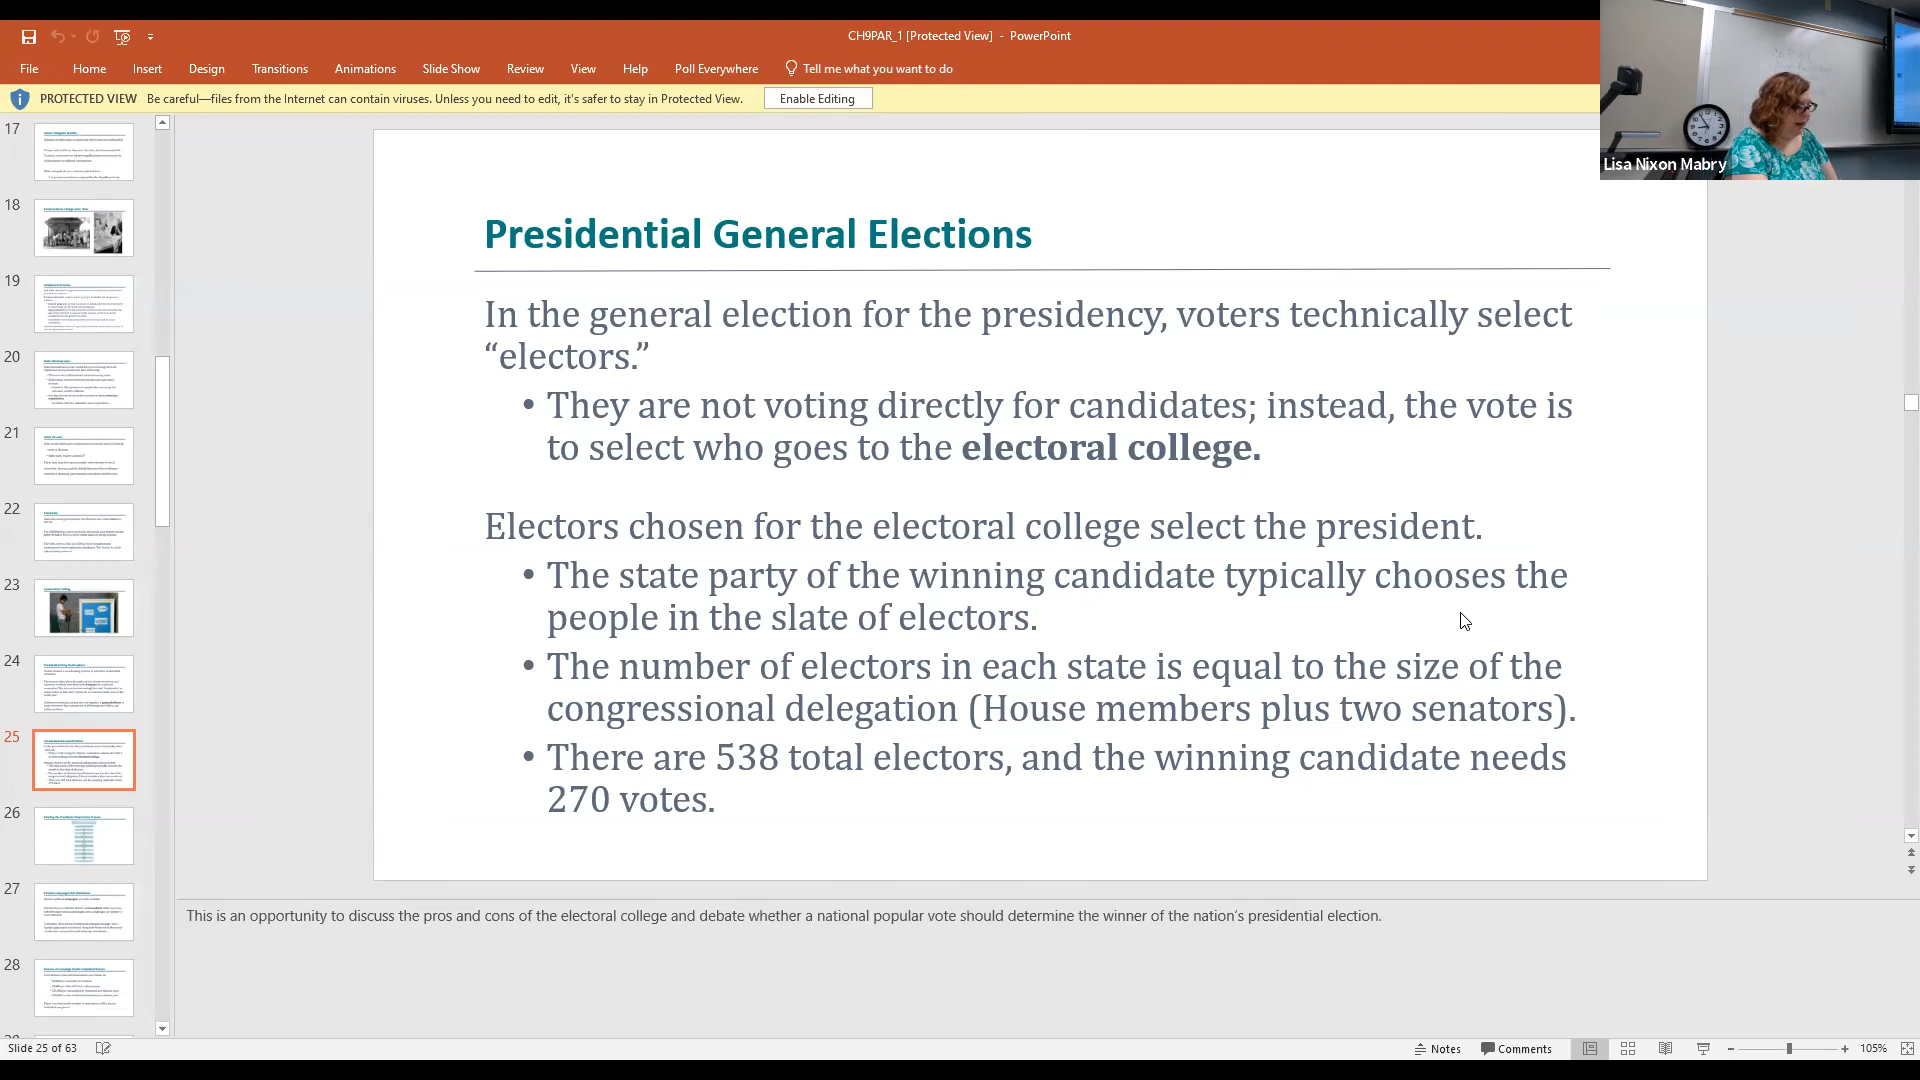 CH9PAR_1 [Protected View] - PowerPoint
File Home Insert Design Transitions Animations Slide Show Review View Help Poll Everywhere Tell me what you want to do
PROTECTED VIEW Be careful—files from the Internet can contain viruses. Unless you need to edit, it's safer to stay in Protected View. Enable Editing
Lisa Nixon Mabry
17
18
19
20
21
22
23
24
25
26
27
28
Presidential General Elections
In the general election for the presidency, voters technically select
“electors.”
• They are not voting directly for candidates; instead, the vote is
to select who goes to the electoral college.
Electors chosen for the electoral college select the president.
• The state party of the winning candidate typically chooses the
people in the slate of electors.
• The number of electors in each state is equal to the size of the
congressional delegation (House members plus two senators).
• There are 538 total electors, and the winning candidate needs
270 votes.
This is an opportunity to discuss the pros and cons of the electoral college and debate whether a national popular vote should determine the winner of the nation’s presidential election.
Slide 25 of 63 Notes Comments 105%